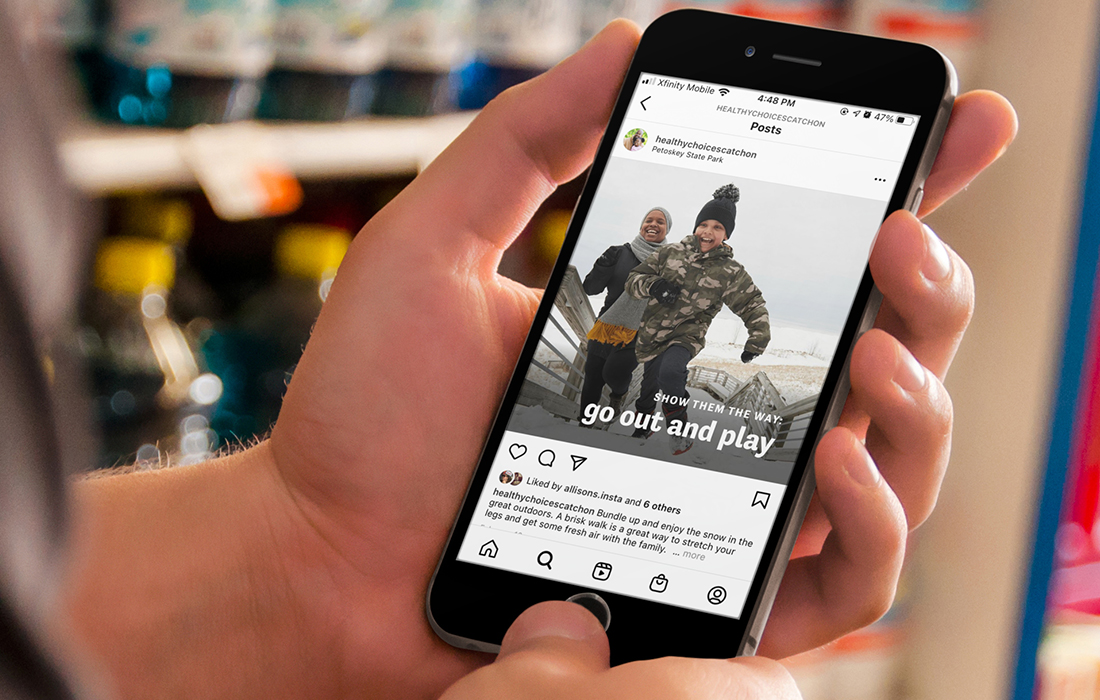 Xfinity Mobile 4:48 PM 47%
HEALTHYCHOICESCATCHON
Posts
healthychoicescatchon
Petoskey State Park
SHOW THEM THE WAY:
go out and play
Liked by allisons.insta and 6 others
healthychoicescatchon Bundle up and enjoy the snow in the
great outdoors. A brisk walk is a great way to stretch your
legs and get some fresh air with the family. ... more